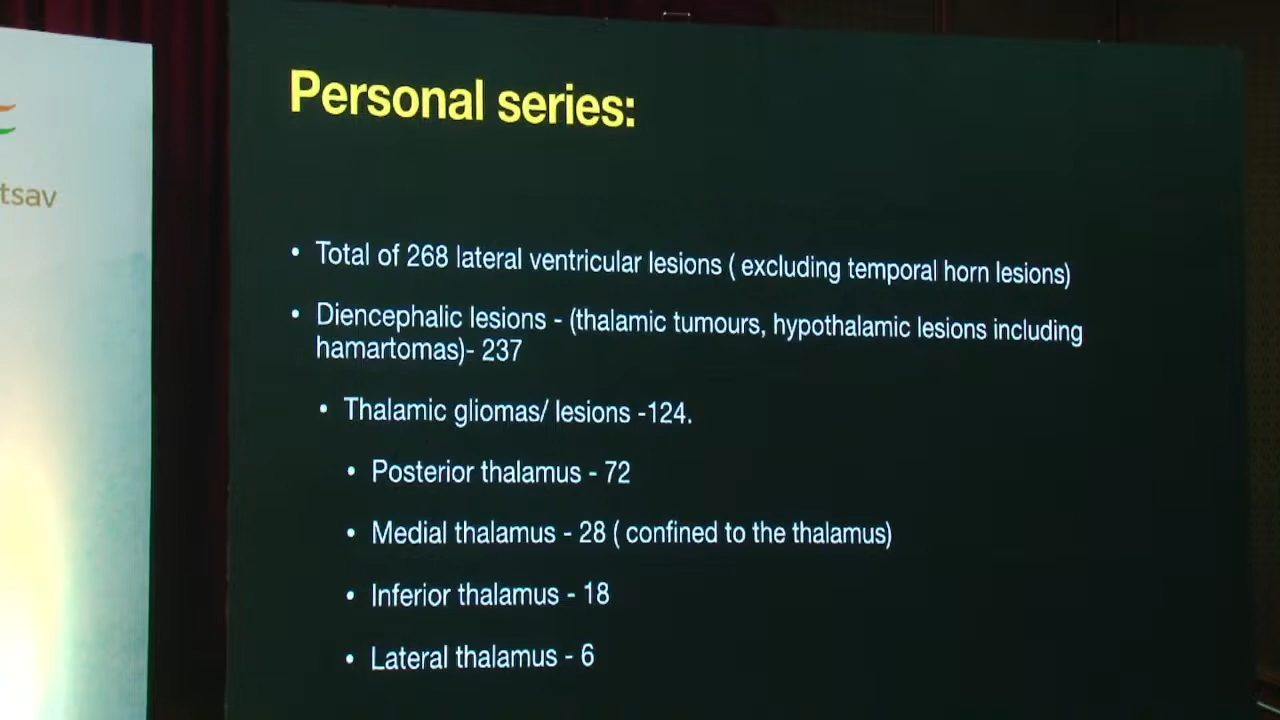 tsav
Personal series:
• Total of 268 lateral ventricular lesions ( excluding temporal horn lesions)
• Diencephalic lesions - (thalamic tumours, hypothalamic lesions including
hamartomas)- 237
• Thalamic gliomas/ lesions -124.
• Posterior thalamus - 72
• Medial thalamus - 28 ( confined to the thalamus)
• Inferior thalamus - 18
• Lateral thalamus - 6